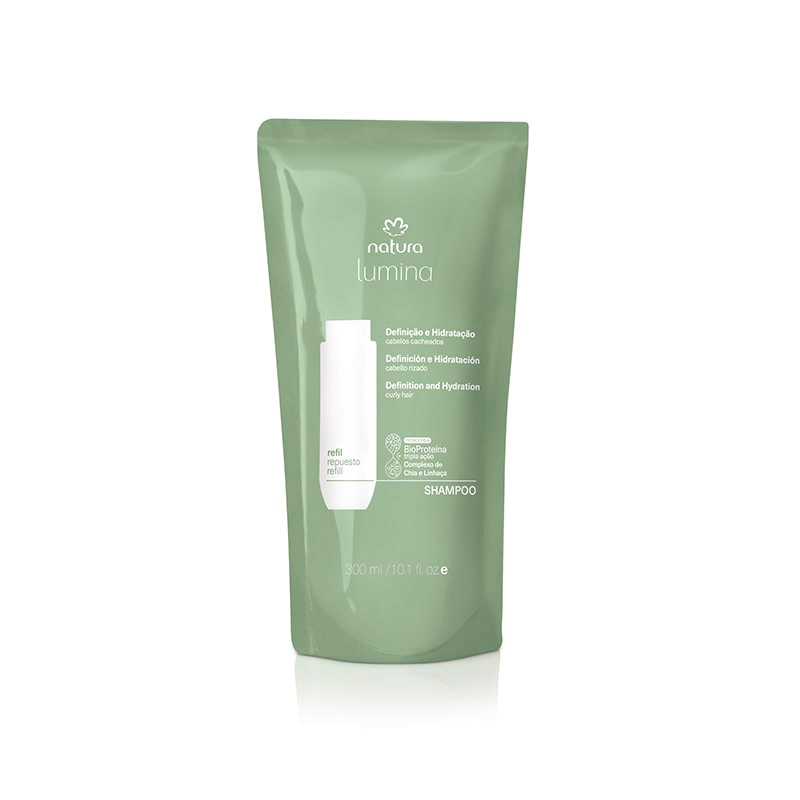 natura
lumina
Definição e Hidratação
cabelos cacheados
Definición e Hidratación
cabello rizado
Definition and Hydration
curly hair
refil
repuesto
refill
TECNOLOGIA
BioProteína
tripla ação
Complexo de
Chia e Linhaça
SHAMPOO
300 ml / 10.1 fl. oz.e